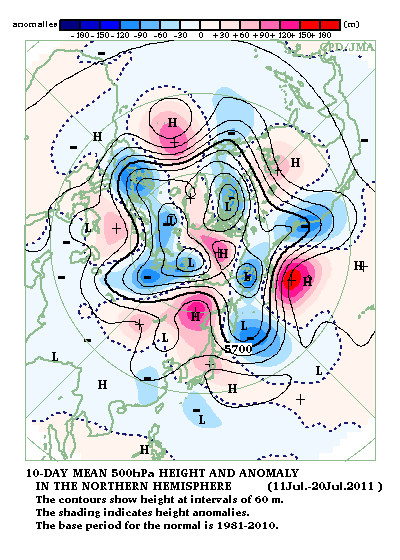 anomalies (m)
-180 -150 -120 -90 -60 -30 0 +30 +60 +90 +120 +150 +180
CPD/JMA
H
H
H
L
L
L
H
L
L
H
H
H
L
L
5700
L
L
H
H
L
H
10-DAY MEAN 500hPa HEIGHT AND ANOMALY
IN THE NORTHERN HEMISPHERE (11Jul.-20Jul.2011 )
The contours show height at intervals of 60 m.
The shading indicates height anomalies.
The base period for the normal is 1981-2010.